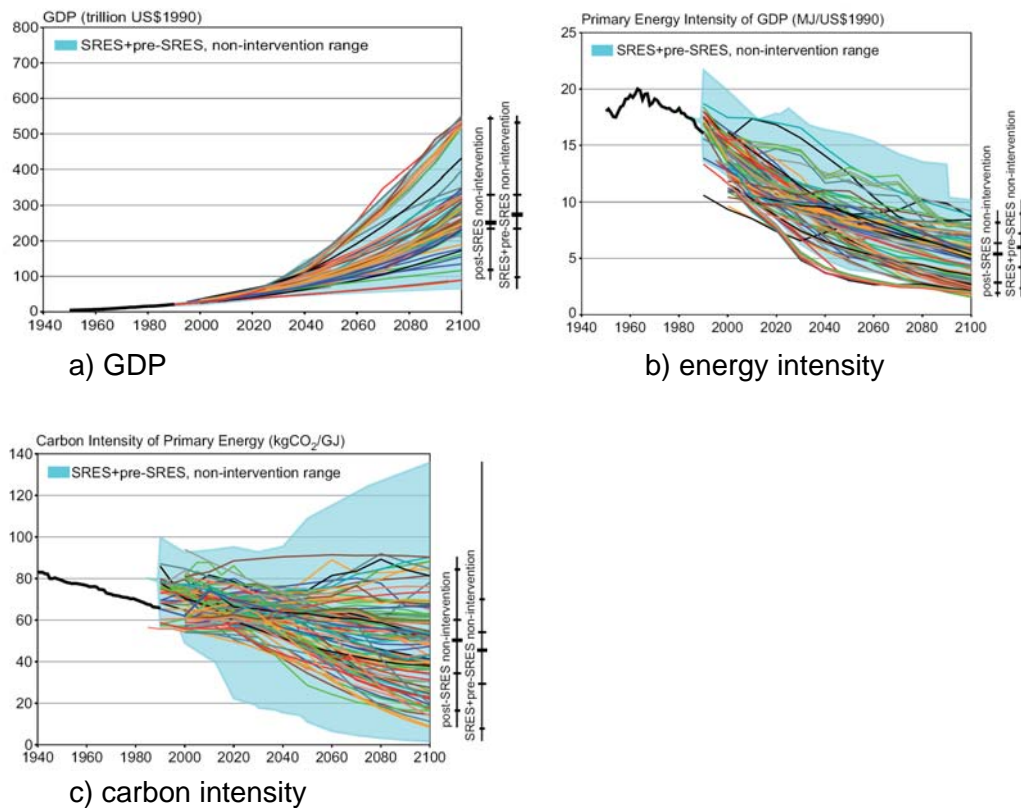 GDP (trillion US$1990)
SRES+pre-SRES, non-intervention range
800
700
600
500
400
300
200
100
0
1940 1960 1980 2000 2020 2040 2060 2080 2100
post-SRES non-intervention
SRES+pre-SRES non-intervention
a) GDP
Primary Energy Intensity of GDP (MJ/US$1990)
SRES+pre-SRES, non-intervention range
25
20
15
10
5
0
1940 1960 1980 2000 2020 2040 2060 2080 2100
post-SRES non-intervention
SRES+pre-SRES non-intervention
b) energy intensity
Carbon Intensity of Primary Energy (kgCO₂/GJ)
SRES+pre-SRES, non-intervention range
140
120
100
80
60
40
20
0
1940 1960 1980 2000 2020 2040 2060 2080 2100
post-SRES non-intervention
SRES+pre-SRES non-intervention
c) carbon intensity